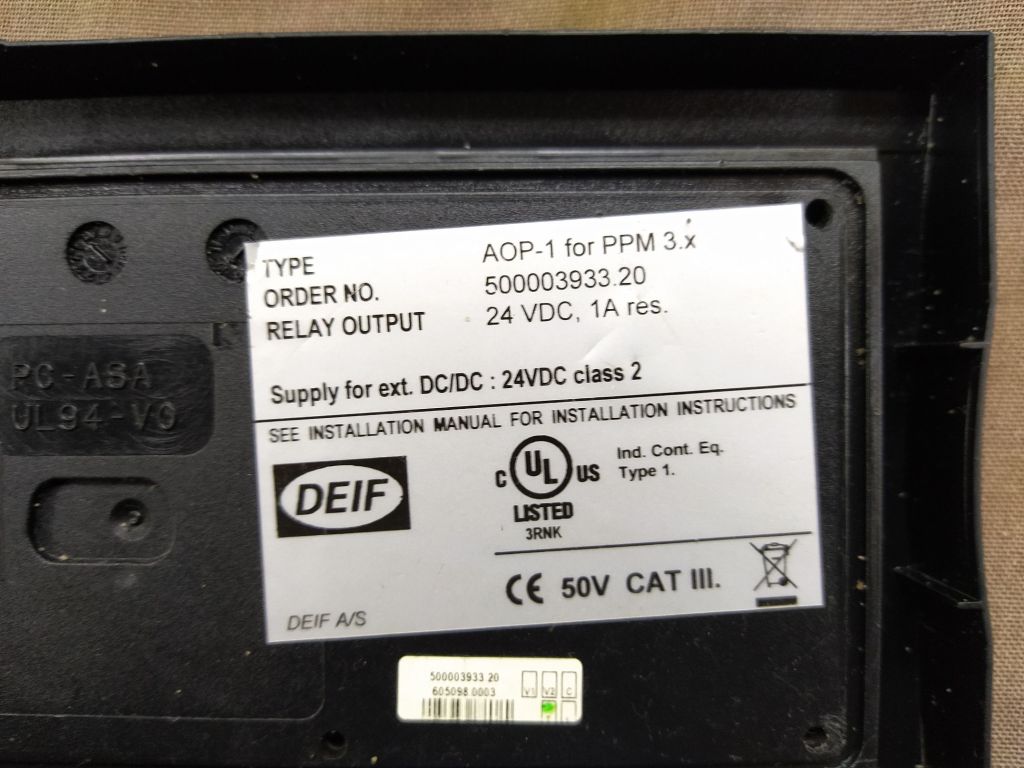 TYPE AOP-1 for PPM 3.x
ORDER NO. 500003933.20
RELAY OUTPUT 24 VDC, 1A res.
Supply for ext. DC/DC : 24VDC class 2
SEE INSTALLATION MANUAL FOR INSTALLATION INSTRUCTIONS
DEIF
C UL US
LISTED
3RNK
Ind. Cont. Eq.
Type 1.
CE 50V CAT III.
DEIF A/S
PC-ASA
UL94-V0
500003933.20
605098.0003
V1 V2 C